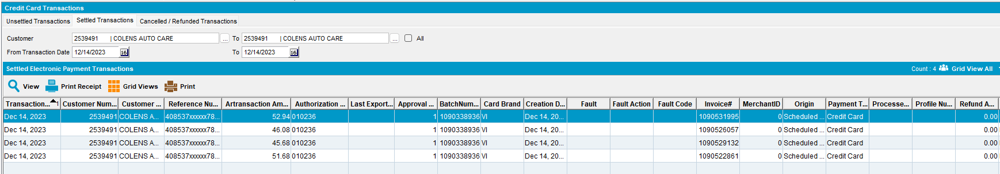 Credit Card Transactions
Unsettled Transactions Settled Transactions Cancelled / Refunded Transactions
Customer 2539491 | COLENS AUTO CARE ... To 2539491 | COLENS AUTO CARE ... All
From Transaction Date 12/14/2023 16 To 12/14/2023 16
Settled Electronic Payment Transactions Count : 4 Grid View All
View Print Receipt Grid Views Print
Transaction... 1 Customer Num... Customer ... Reference Nu... Artransaction Am... Authorization ... Last Export... Approval ... BatchNum... Card Brand Creation D... Fault Fault Action Fault Code Invoice# MerchantID Origin Payment T... Processe... Profile Nu... Refund A...
Dec 14, 2023 2539491 COLENS A... 408537xxxxxx78... 52.94 010236 1 1090338936 VI Dec 14, 20... 1090531995 0 Scheduled ... Credit Card 0.00
Dec 14, 2023 2539491 COLENS A... 408537xxxxxx78... 46.08 010236 1 1090338936 VI Dec 14, 20... 1090526057 0 Scheduled ... Credit Card 0.00
Dec 14, 2023 2539491 COLENS A... 408537xxxxxx78... 45.68 010236 1 1090338936 VI Dec 14, 20... 1090529132 0 Scheduled ... Credit Card 0.00
Dec 14, 2023 2539491 COLENS A... 408537xxxxxx78... 51.68 010236 1 1090338936 VI Dec 14, 20... 1090522861 0 Scheduled ... Credit Card 0.00